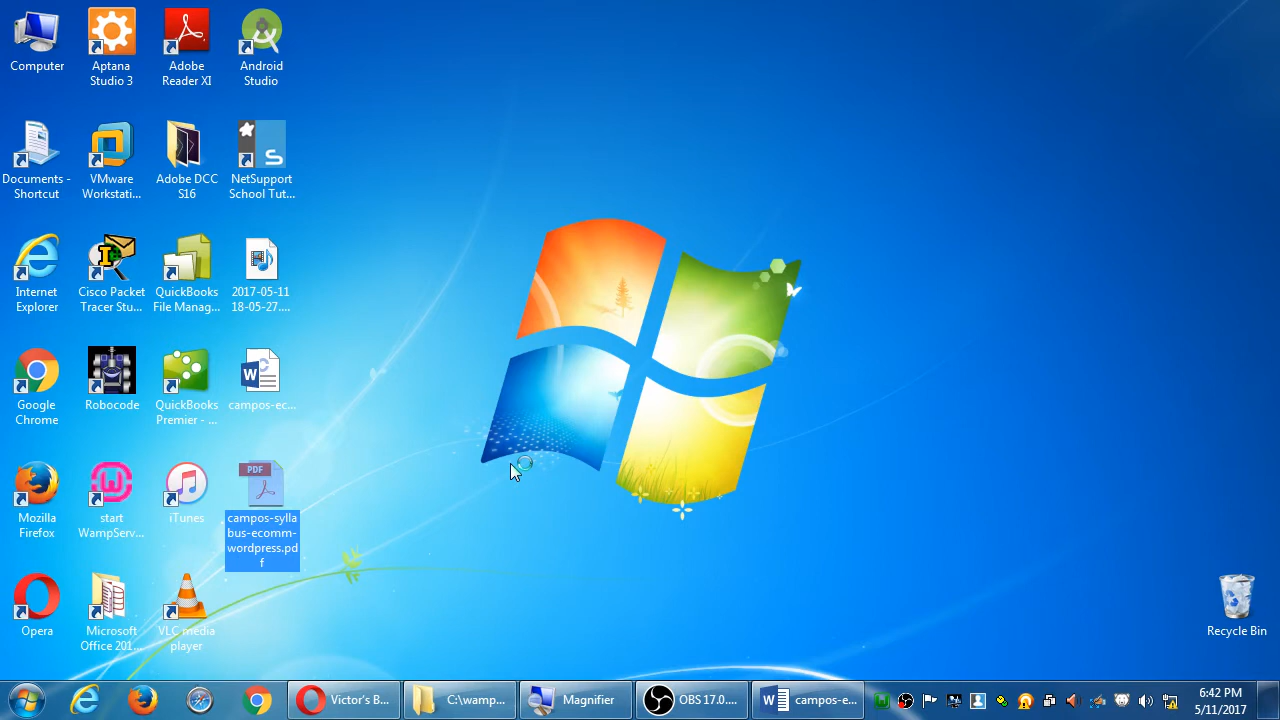 Computer
Aptana
Studio 3
Adobe
Reader XI
Android
Studio
Documents -
Shortcut
VMware
Workstati...
Adobe DCC
S16
NetSupport
School Tut...
Internet
Explorer
Cisco Packet
Tracer Stu...
QuickBooks
File Manag...
2017-05-11
18-05-27....
Google
Chrome
Robocode
QuickBooks
Premier - ...
campos-ec...
Mozilla
Firefox
start
WampServ...
iTunes
PDF
campos-sylla
bus-ecomm-
wordpress.pd
f
Opera
Microsoft
Office 201...
VLC media
player
Recycle Bin
Victor's B...
C:\wamp...
Magnifier
OBS 17.0....
campos-e...
6:42 PM
5/11/2017